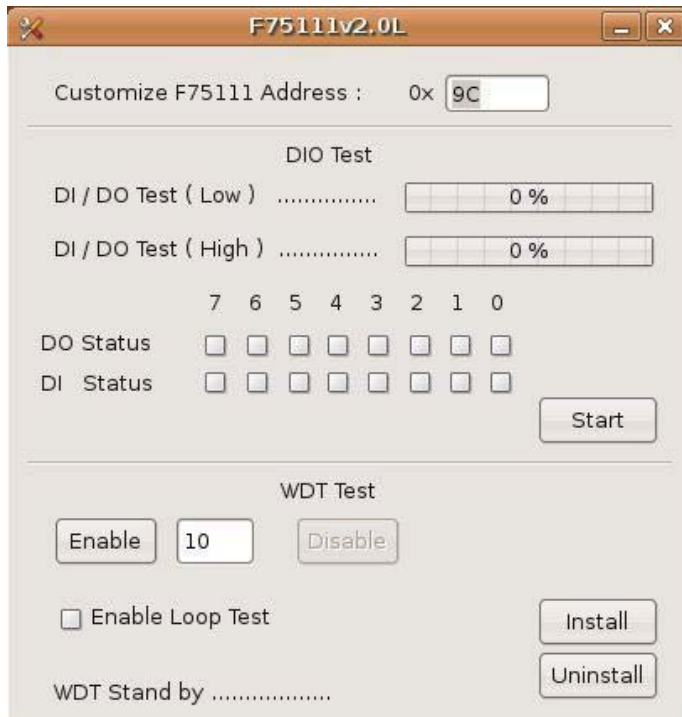 F75111v2.0L
Customize F75111 Address :   0x 9C
DIO Test
DI / DO Test ( Low ) ............... 0 %
DI / DO Test ( High ) ............... 0 %
7 6 5 4 3 2 1 0
DO Status
DI Status
Start
WDT Test
Enable 10 Disable
Enable Loop Test
Install
Uninstall
WDT Stand by ..................